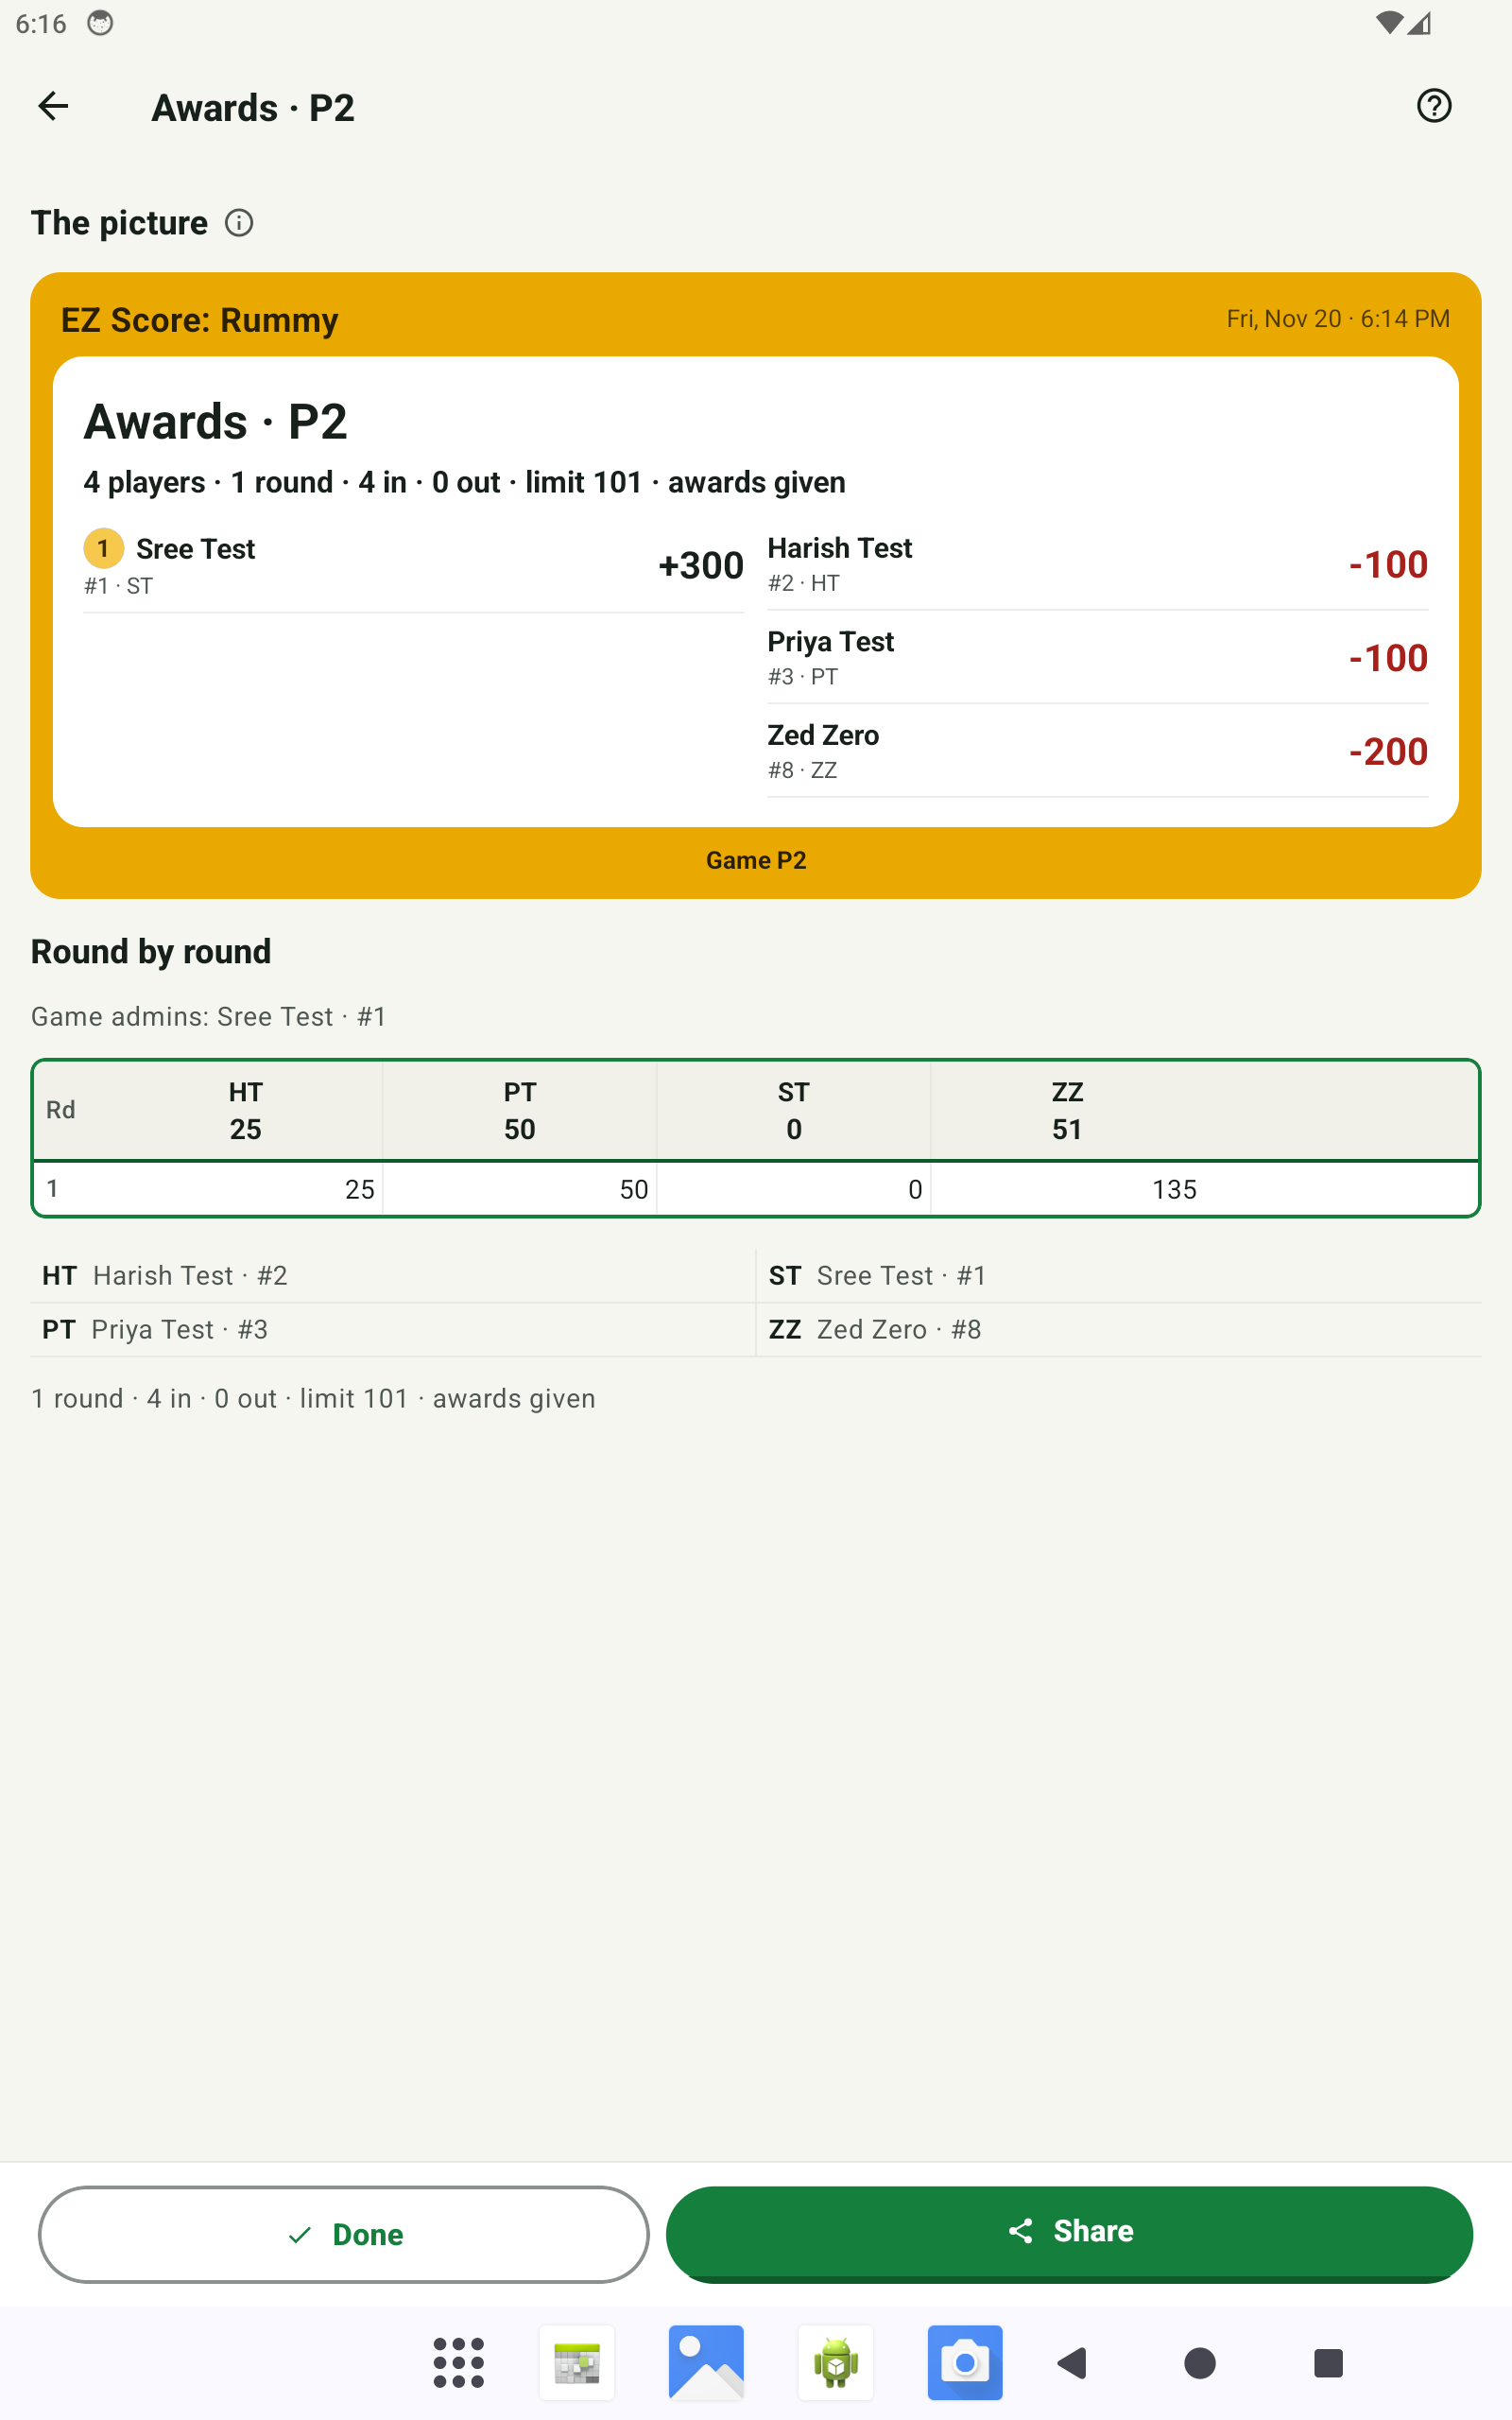 6:16
Awards · P2
The picture
EZ Score: Rummy
Fri, Nov 20 · 6:14 PM
Awards · P2
4 players · 1 round · 4 in · 0 out · limit 101 · awards given
1 Sree Test
#1 · ST
+300
Harish Test
#2 · HT
-100
Priya Test
#3 · PT
-100
Zed Zero
#8 · ZZ
-200
Game P2
Round by round
Game admins: Sree Test · #1
Rd HT PT ST ZZ
25 50 0 51
1 25 50 0 135
HT Harish Test · #2
ST Sree Test · #1
PT Priya Test · #3
ZZ Zed Zero · #8
1 round · 4 in · 0 out · limit 101 · awards given
Done
Share